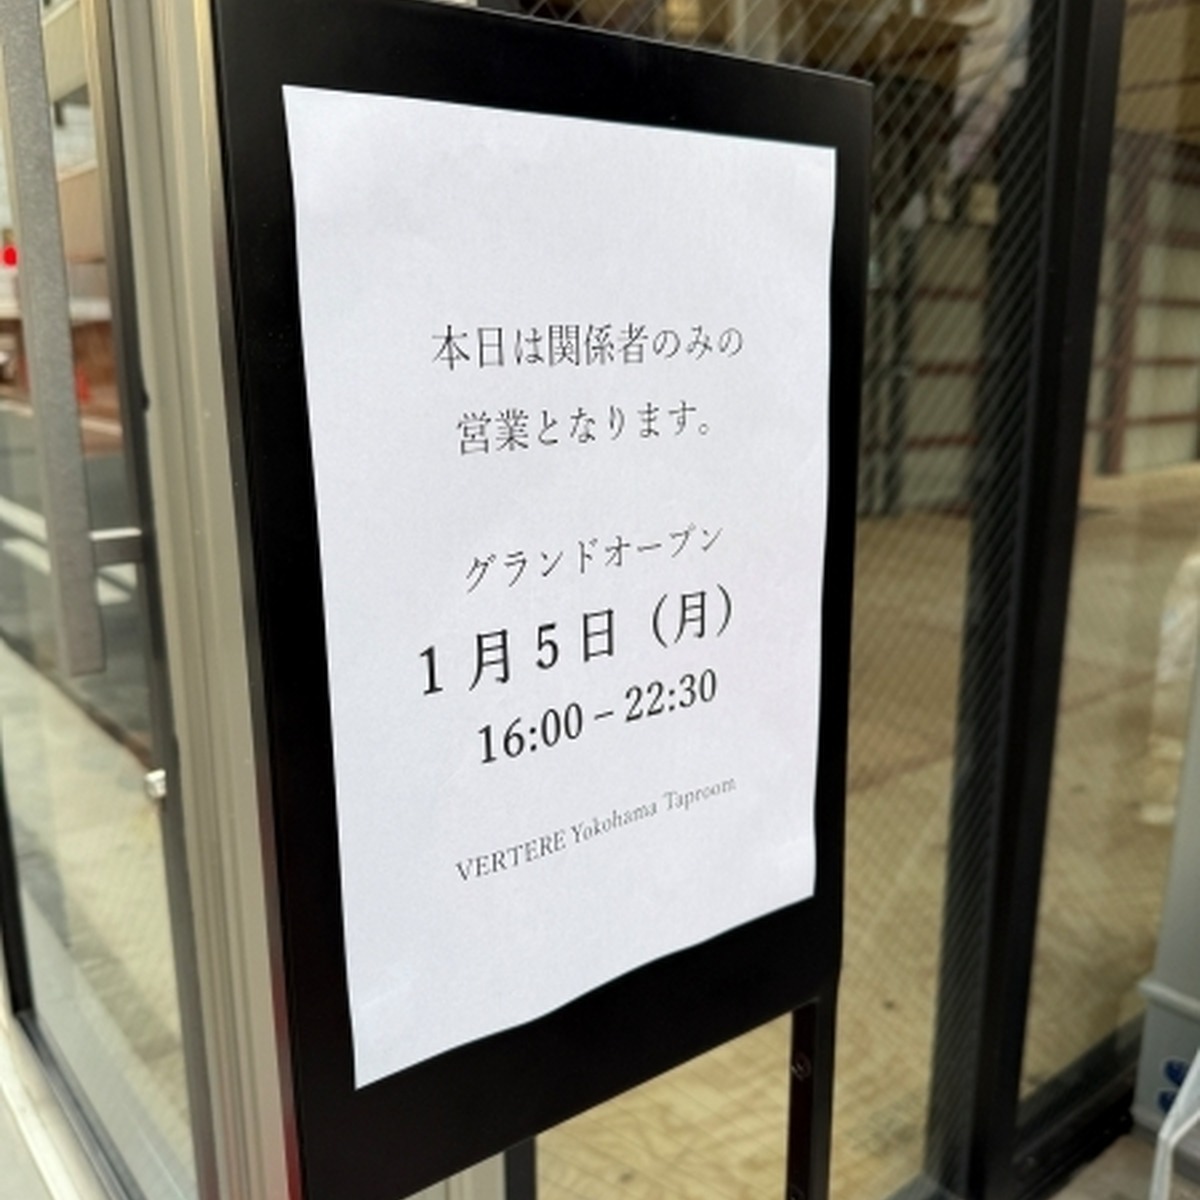 本日は関係者のみの
営業となります。
グランドオープン
1月5日（月）
16:00 – 22:30
VERTERE Yokohama Taproom